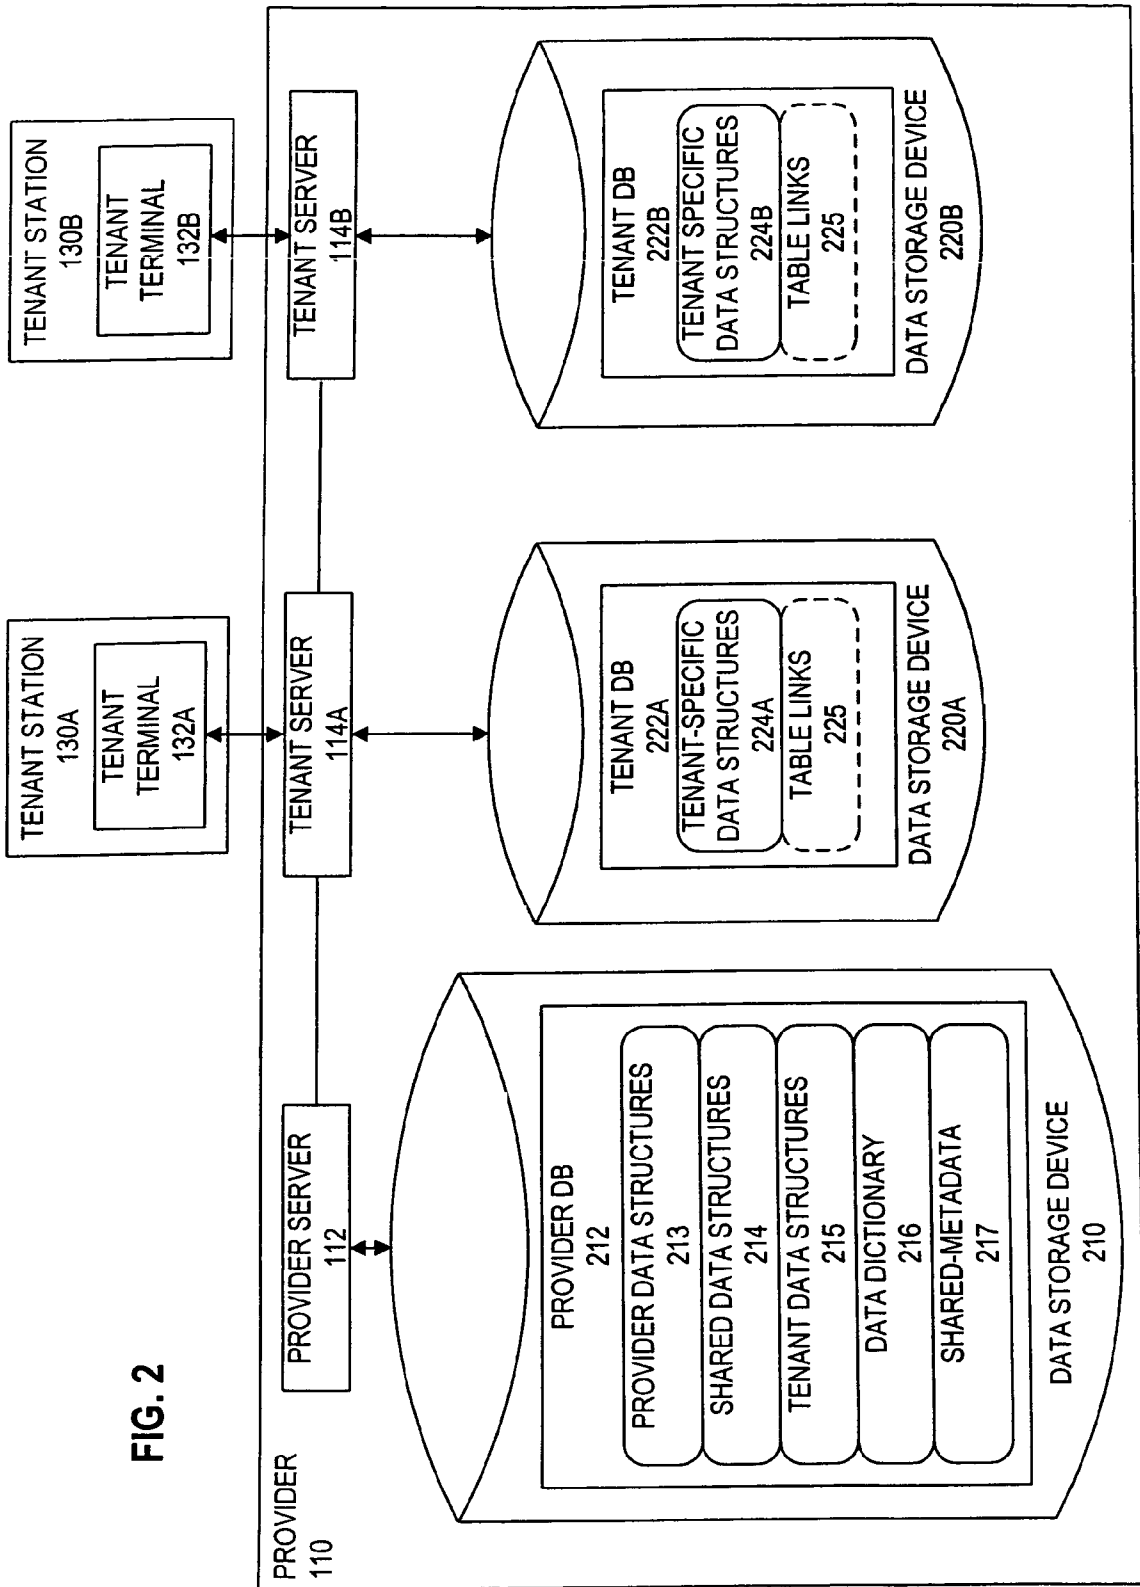 FIG. 2
TENANT STATION
130A
TENANT
TERMINAL
132A
TENANT STATION
130B
TENANT
TERMINAL
132B
PROVIDER
110
PROVIDER SERVER
112
TENANT SERVER
114A
TENANT SERVER
114B
PROVIDER DB
212
PROVIDER DATA STRUCTURES
213
SHARED DATA STRUCTURES
214
TENANT DATA STRUCTURES
215
DATA DICTIONARY
216
SHARED-METADATA
217
DATA STORAGE DEVICE
210
TENANT DB
222A
TENANT-SPECIFIC
DATA STRUCTURES
224A
TABLE LINKS
225
DATA STORAGE DEVICE
220A
TENANT DB
222B
TENANT SPECIFIC
DATA STRUCTURES
224B
TABLE LINKS
225
DATA STORAGE DEVICE
220B